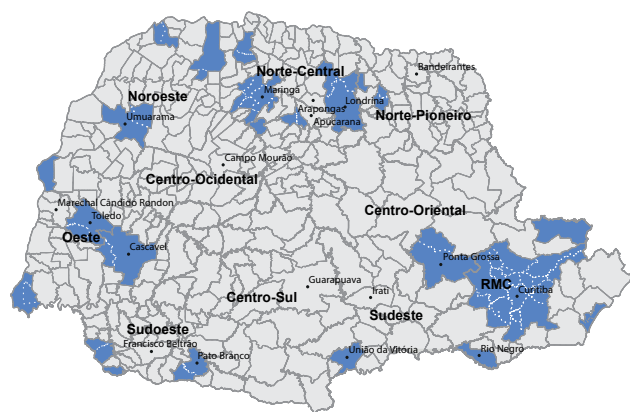 Bandeirantes
Norte-Central
Noroeste
Maringá
Londrina
Arapongas
Norte-Pioneiro
Umuarama
Apucarana
Campo Mourão
Centro-Ocidental
Marechal Cândido Rondon
Centro-Oriental
Toledo
Oeste
Cascavel
Ponta Grossa
Guarapuava
RMC
Centro-Sul
Irati
Curitiba
Sudeste
Sudoeste
Francisco Beltrão
União da Vitória
Rio Negro
Pato Branco